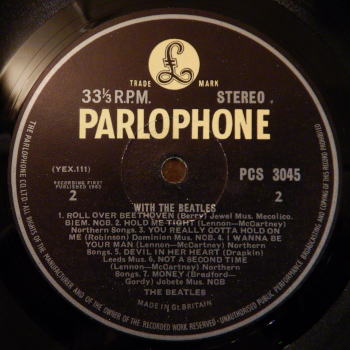 TRADE MARK
33⅓ R.P.M. STEREO
PARLOPHONE
(YEX.111) PCS 3045
RECORDING FIRST
PUBLISHED 1963
2 2
WITH THE BEATLES
1. ROLL OVER BEETHOVEN (Berry) Jewel Mus. Mecolico.
BIEM. NCB. 2. HOLD ME TIGHT (Lennon—McCartney)
Northern Songs. 3. YOU REALLY GOTTA HOLD ON
ME (Robinson) Dominion Mus. NCB. 4. I WANNA BE
YOUR MAN (Lennon—McCartney) Northern
Songs. 5. DEVIL IN HER HEART (Drapkin)
Leeds Mus. 6. NOT A SECOND TIME
(Lennon—McCartney) Northern
Songs. 7. MONEY (Bradford—
Gordy) Jobete Mus. NCB
THE BEATLES
MADE IN Gt. BRITAIN
THE PARLOPHONE CO. LTD. ALL RIGHTS OF THE MANUFACTURER AND OF THE OWNER OF THE RECORDED WORK RESERVED—UNAUTHORISED PUBLIC PERFORMANCE BROADCASTING AND COPYING OF THIS RECORD PROHIBITED